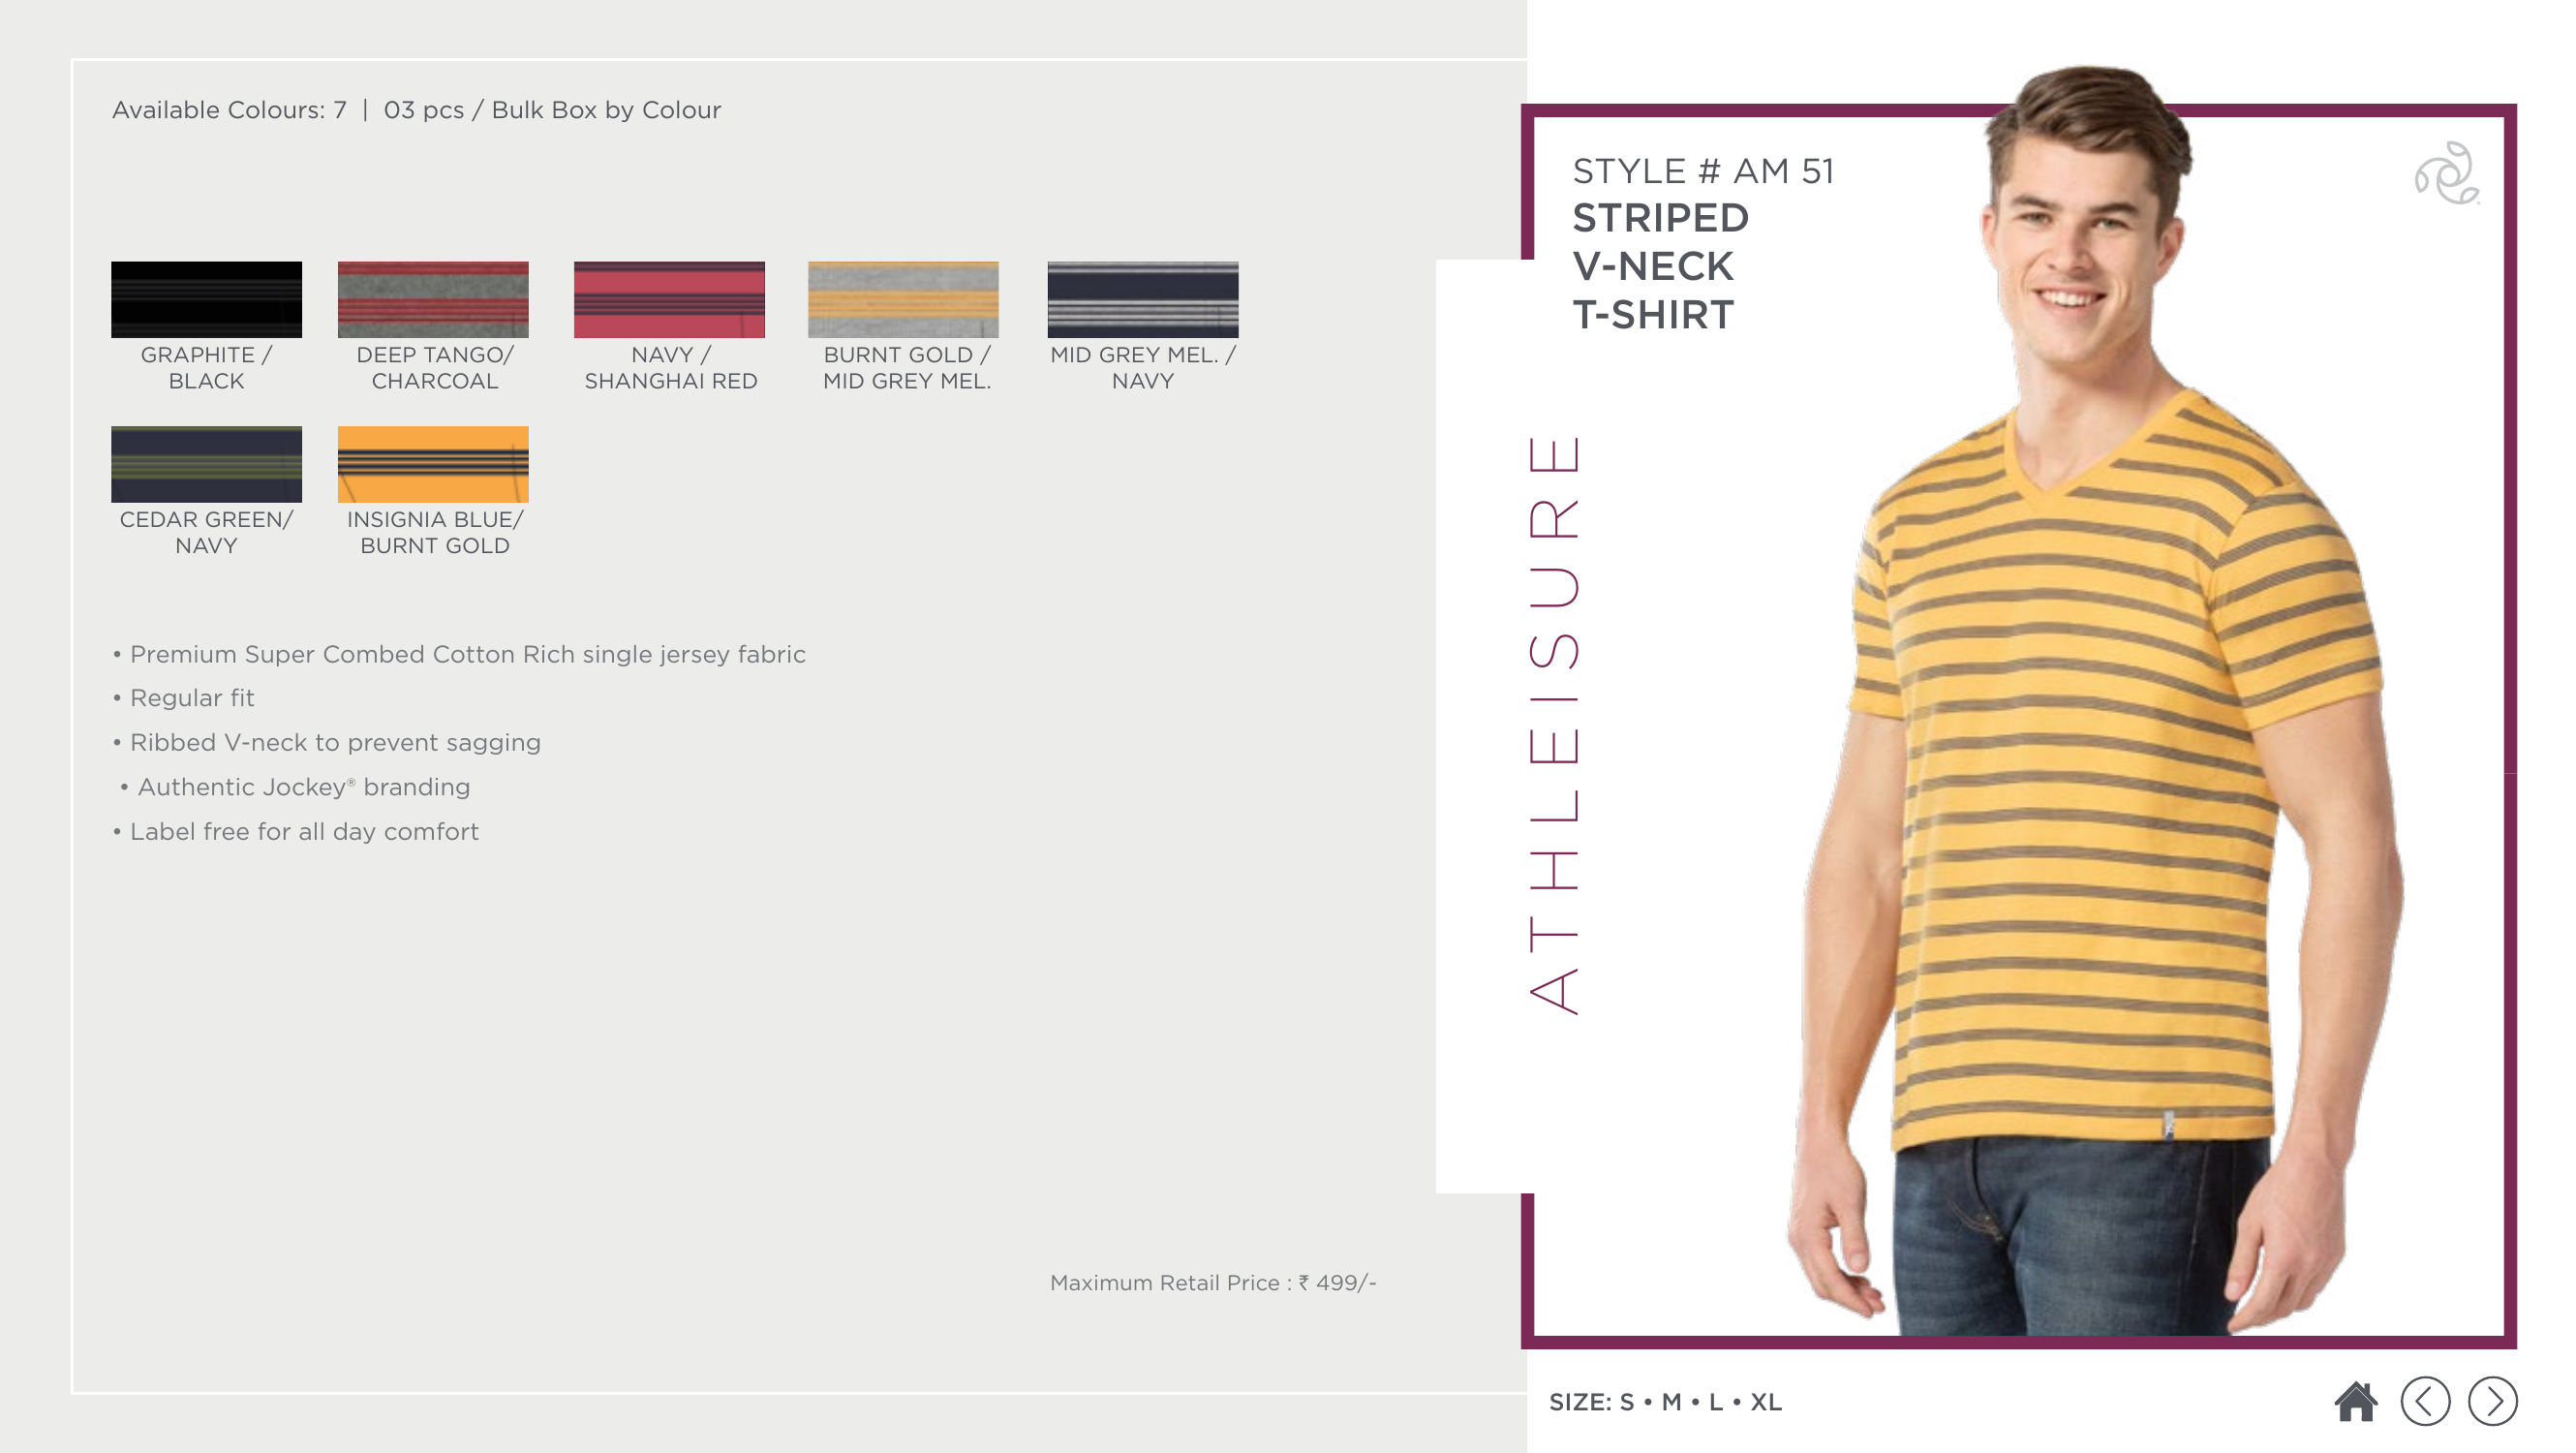 Available Colours: 7 | 03 pcs / Bulk Box by Colour
GRAPHITE /
BLACK
DEEP TANGO/
CHARCOAL
NAVY /
SHANGHAI RED
BURNT GOLD /
MID GREY MEL.
MID GREY MEL. /
NAVY
CEDAR GREEN/
NAVY
INSIGNIA BLUE/
BURNT GOLD
• Premium Super Combed Cotton Rich single jersey fabric
• Regular fit
• Ribbed V-neck to prevent sagging
• Authentic Jockey® branding
• Label free for all day comfort
Maximum Retail Price : ₹ 499/-
STYLE # AM 51
STRIPED
V-NECK
T-SHIRT
ATHLEISURE
SIZE: S • M • L • XL